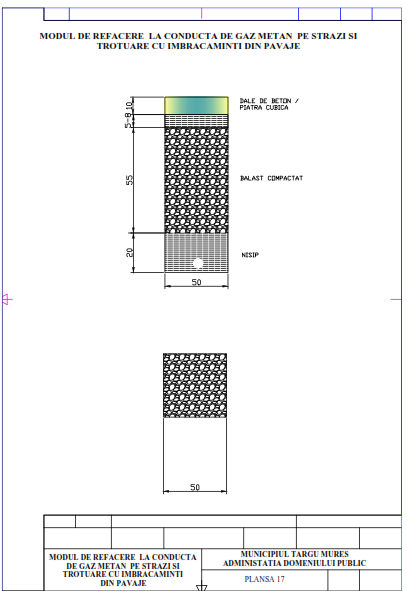 MODUL DE REFACERE LA CONDUCTA DE GAZ METAN PE STRAZI SI
TROTUARE CU IMBRACAMINTI DIN PAVAJE
10
DALE DE BETON /
PIATRA CUBICA
5-8
55
BALAST COMPACTAT
20
NISIP
50
50
MODUL DE REFACERE LA CONDUCTA
DE GAZ METAN PE STRAZI SI
TROTUARE CU IMBRACAMINTI
DIN PAVAJE
MUNICIPIUL TARGU MURES
ADMINISTATIA DOMENIULUI PUBLIC
PLANSA 17